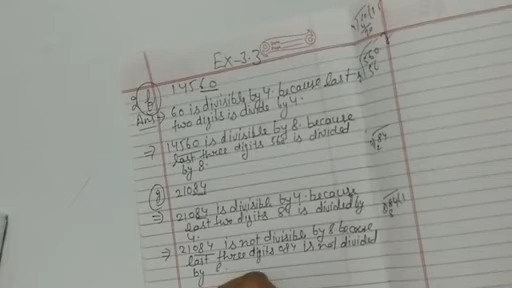 Ex-3.3
2 f 14560
Ans⇒ 60 is divisible by 4. because last
two digits is divide by 4.
⇒ 14560 is divisible by 8. because
last three digits 560 is divided
by 8.
g 21084
⇒ 21084 is divisible by 4. because
last two digits 84 is divided by
4.
⇒ 21084 is not divisible by 8 because
last three digits 084 is not divided
by 8.